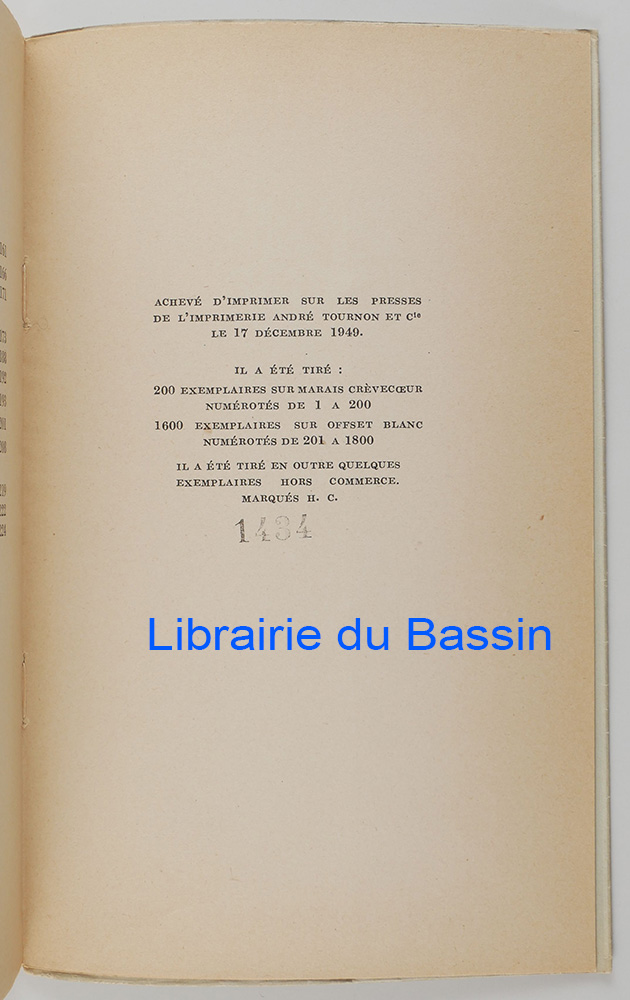 ACHEVÉ D'IMPRIMER SUR LES PRESSES
DE L'IMPRIMERIE ANDRÉ TOURNON ET Cie
LE 17 DÉCEMBRE 1949.
IL A ÉTÉ TIRÉ :
200 EXEMPLAIRES SUR MARAIS CRÈVECŒUR
NUMÉROTÉS DE 1 A 200
1600 EXEMPLAIRES SUR OFFSET BLANC
NUMÉROTÉS DE 201 A 1800
IL A ÉTÉ TIRÉ EN OUTRE QUELQUES
EXEMPLAIRES HORS COMMERCE.
MARQUÉS H. C.
1434
Librairie du Bassin